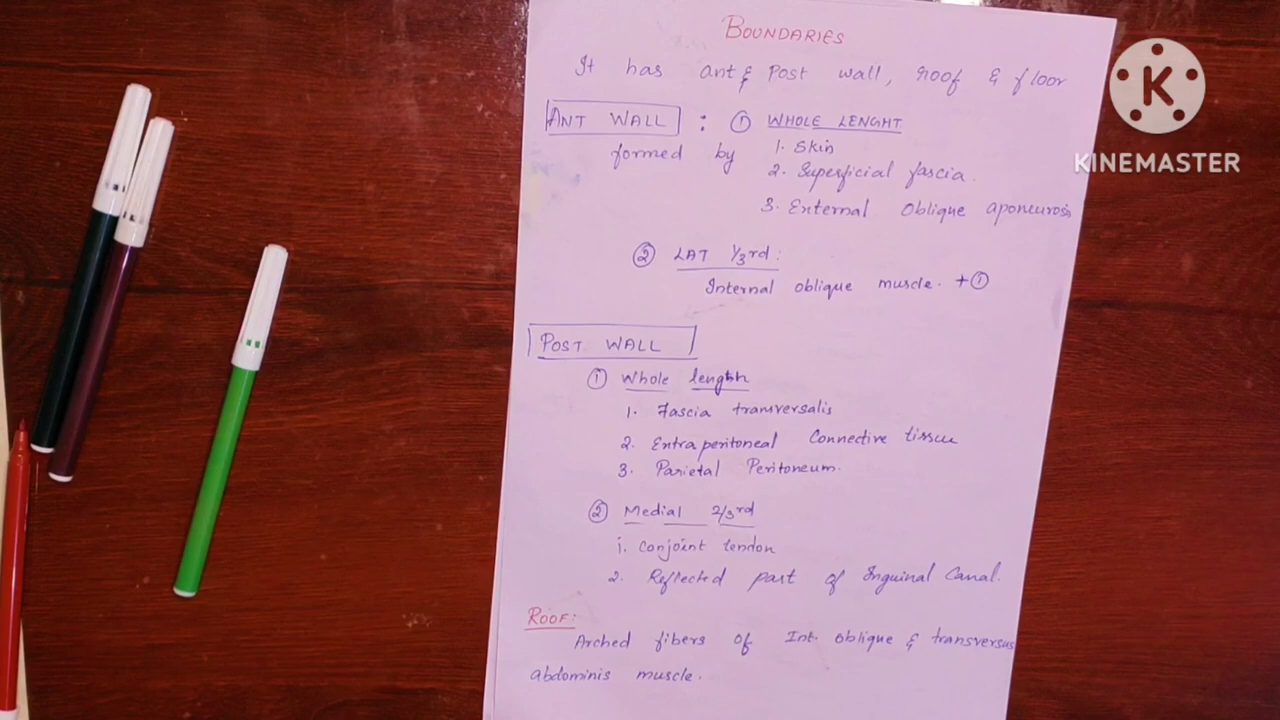 BOUNDARIES
It has ant & Post wall, roof & floor
ANT WALL : ① WHOLE LENGHT
formed by 1. Skin
2. Superficial fascia.
3. External Oblique aponeurosis
② LAT 1/3rd:
Internal oblique muscle. + ①
POST WALL
① Whole length
1. Fascia transversalis
2. Extraperitoneal Connective tissue
3. Parietal Peritoneum.
② Medial 2/3rd
1. Conjoint tendon
2. Reflected part of Inguinal Canal.
ROOF:
Arched fibers of Int. oblique & transversus
abdominis muscle.
K
KINEMASTER